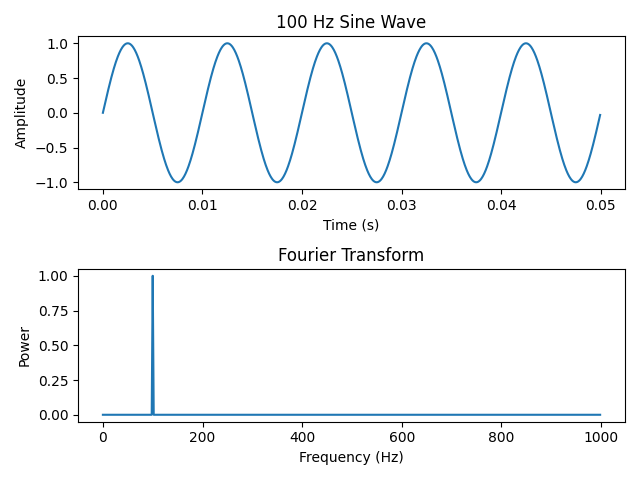 100 Hz Sine Wave
1.0
0.5
0.0
−0.5
−1.0
Amplitude
0.00 0.01 0.02 0.03 0.04 0.05
Time (s)
Fourier Transform
1.00
0.75
0.50
0.25
0.00
Power
0 200 400 600 800 1000
Frequency (Hz)